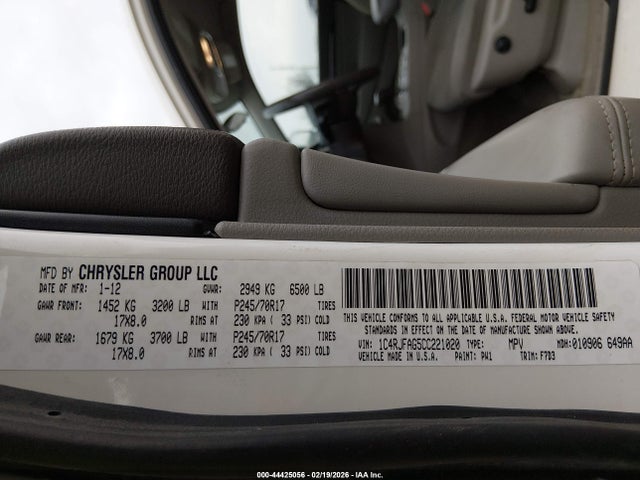 MFD BY CHRYSLER GROUP LLC
DATE OF MFR: 1-12 GVWR: 2949 KG 6500 LB
GAWR FRONT: 1452 KG 3200 LB WITH P245/70R17 TIRES
17X8.0 RIMS AT 230 KPA ( 33 PSI) COLD
GAWR REAR: 1679 KG 3700 LB WITH P245/70R17 TIRES
17X8.0 RIMS AT 230 KPA ( 33 PSI) COLD
THIS VEHICLE CONFORMS TO ALL APPLICABLE U.S.A. FEDERAL MOTOR VEHICLE SAFETY
STANDARDS IN EFFECT ON THE DATE OF MANUFACTURE SHOWN ABOVE.
VIN: 1C4RJFAG5CC221020 TYPE: MPV MDH: 010906 649AA
VEHICLE MADE IN U.S.A. PAINT: PW1 TRIM: F7D3
000-44425056 - 02/19/2026 - IAA Inc.